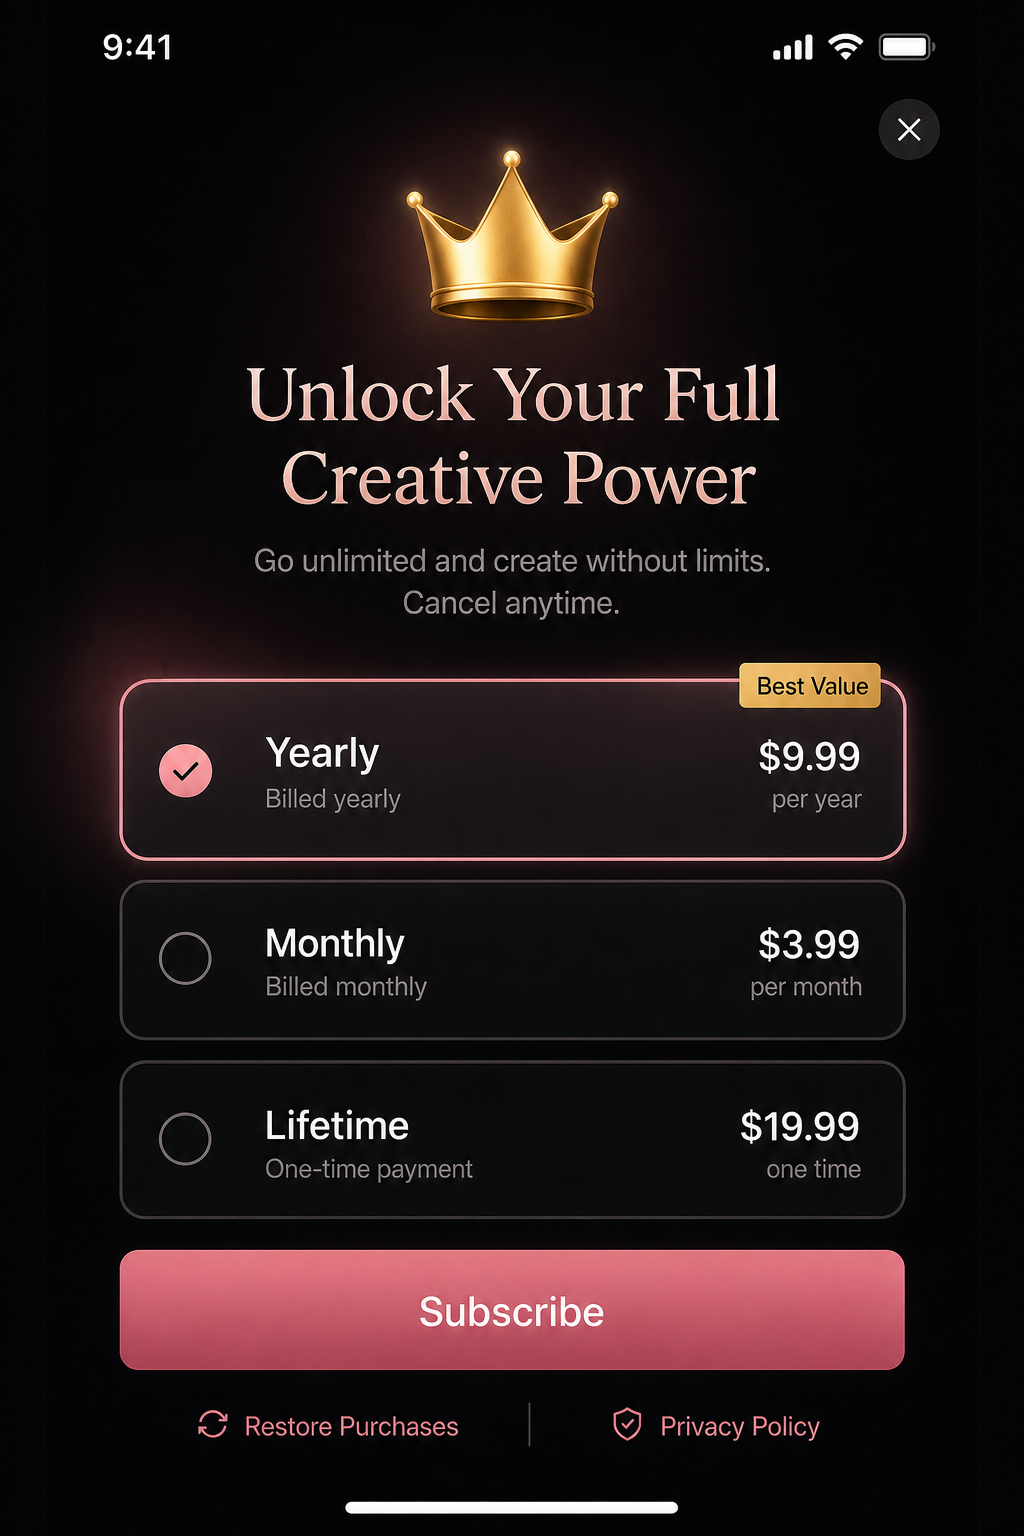 9:41
Unlock Your Full
Creative Power
Go unlimited and create without limits.
Cancel anytime.
Best Value
Yearly
$9.99
Billed yearly
per year
Monthly
$3.99
Billed monthly
per month
Lifetime
$19.99
One-time payment
one time
Subscribe
Restore Purchases
Privacy Policy